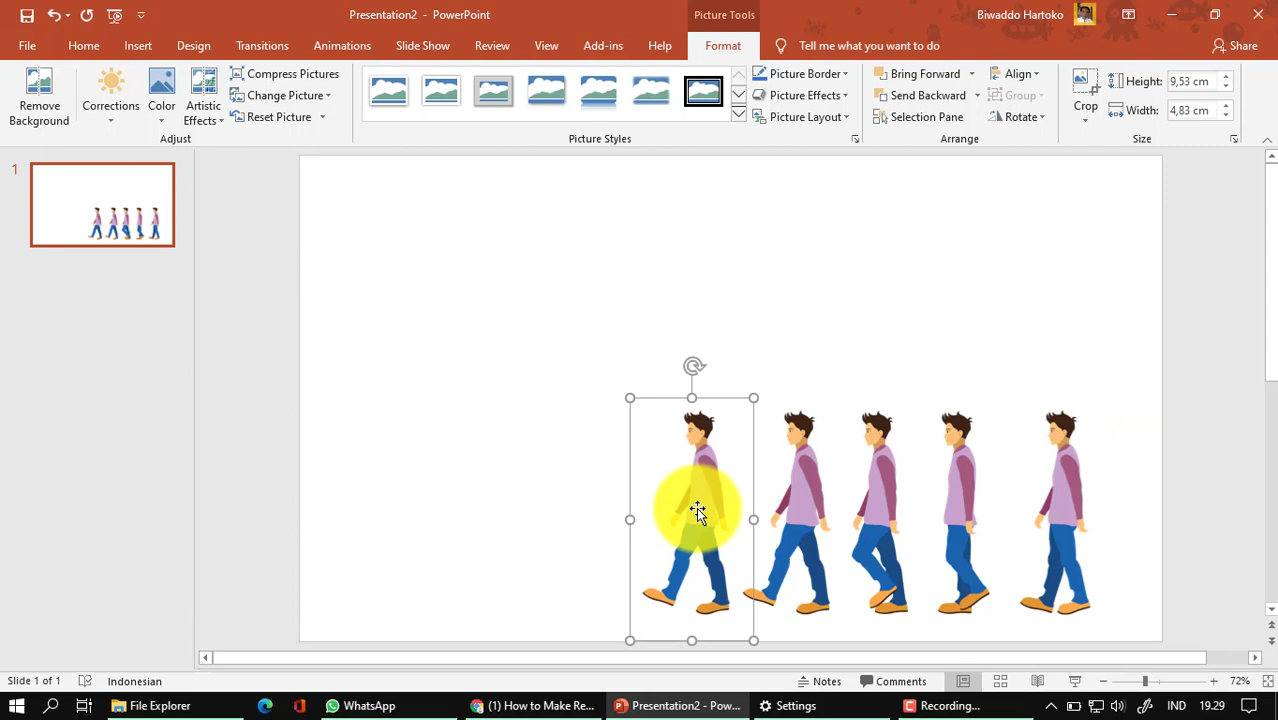 Presentation2 - PowerPoint
Picture Tools
Biwaddo Hartoko
File
Home
Insert
Design
Transitions
Animations
Slide Show
Review
View
Add-ins
Help
Format
Tell me what you want to do
Share
Remove Background
Corrections
Color
Artistic Effects
Compress Pictures
Change Picture
Reset Picture
Adjust
Picture Styles
Picture Border
Picture Effects
Picture Layout
Bring Forward
Send Backward
Selection Pane
Align
Group
Rotate
Arrange
Crop
Height: 9,53 cm
Width: 4,83 cm
Size
1
Slide 1 of 1
Indonesian
Notes
Comments
72%
File Explorer
WhatsApp
(1) How to Make Re...
Presentation2 - Pow...
Settings
Recording...
IND
19.29